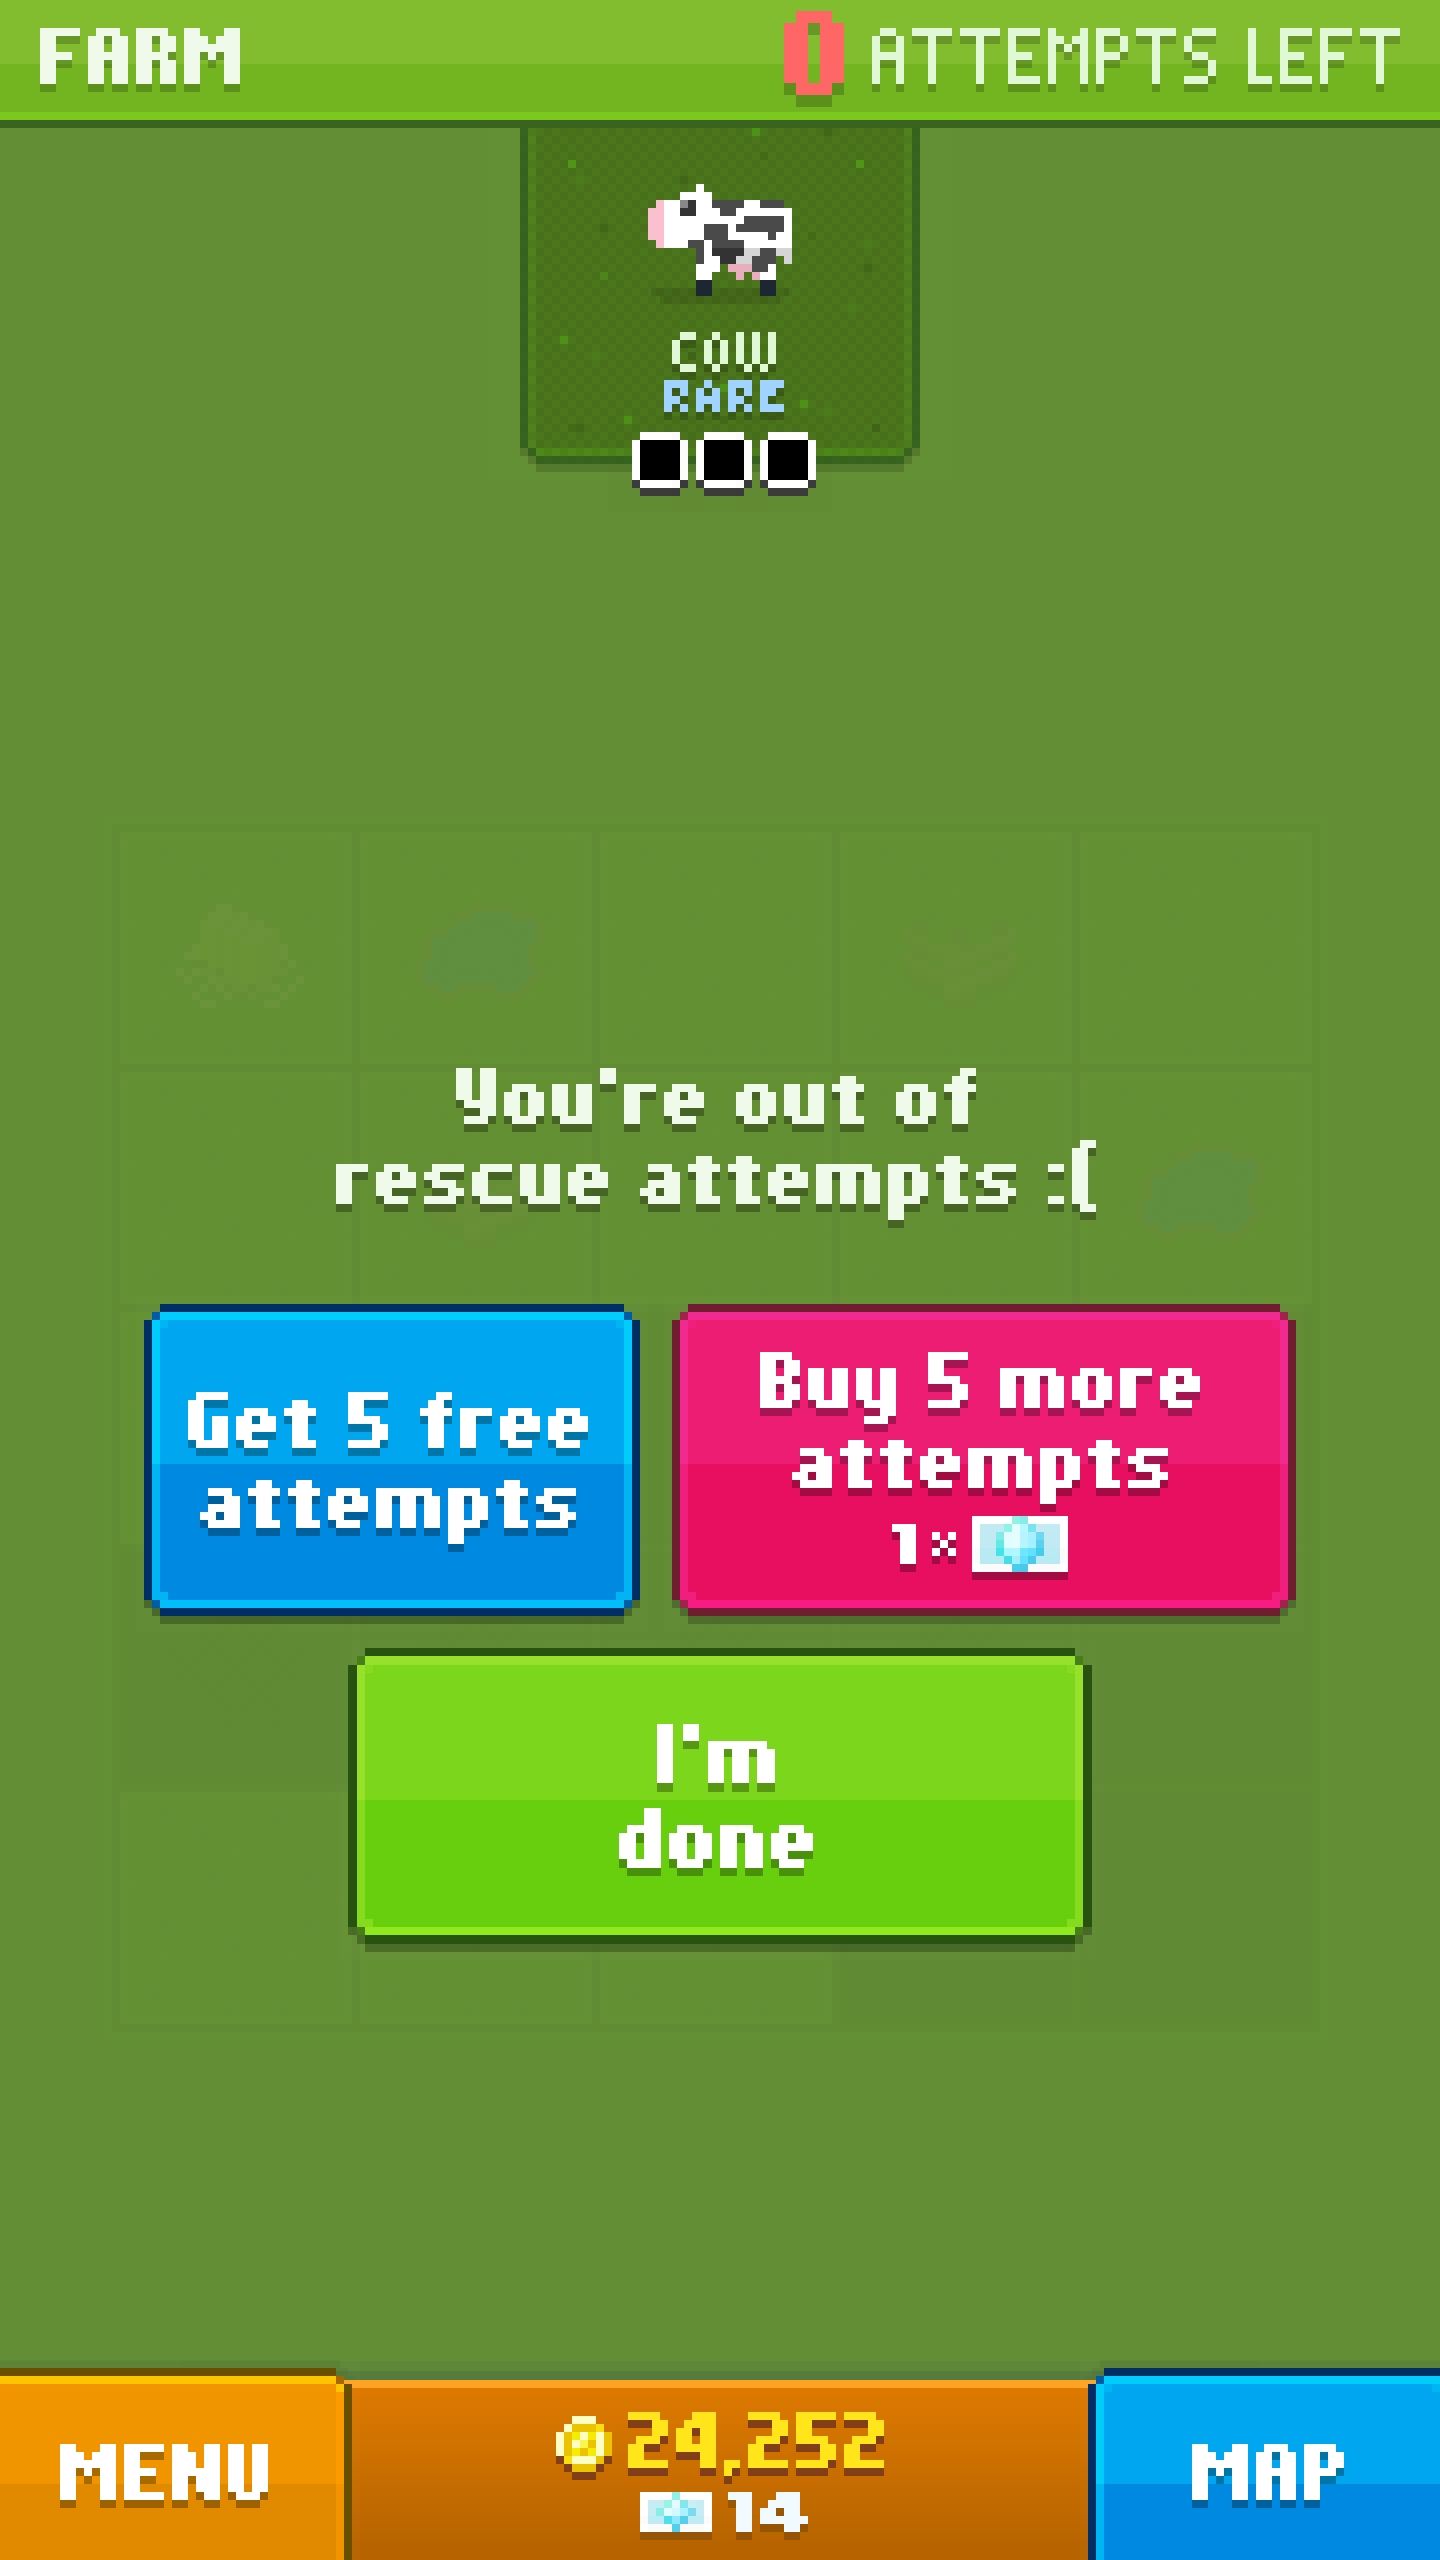 FARM
0 ATTEMPTS LEFT
COW
RARE
You're out of
rescue attempts :(
Get 5 free
attempts
Buy 5 more
attempts
1×
I'm
done
MENU
24,252
14
MAP